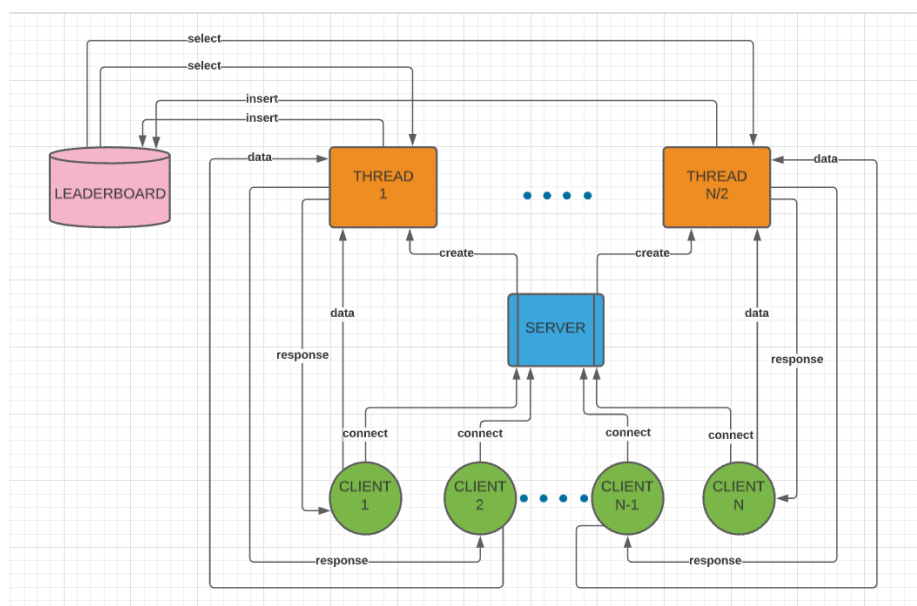 select
select
insert
insert
data
data
LEADERBOARD
THREAD
1
THREAD
N/2
create
create
SERVER
data
data
response
response
connect
connect
connect
connect
CLIENT
1
CLIENT
2
CLIENT
N-1
CLIENT
N
response
response